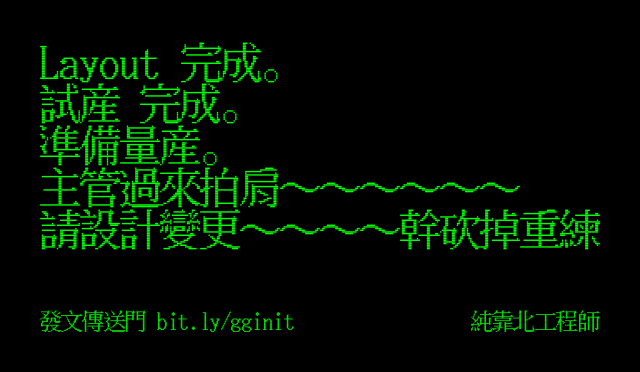 Layout 完成。
試産 完成。
準備量産。
主管過來拍肩～～～～～～
請設計變更～～～～幹砍掉重練
發文傳送門 bit.ly/gginit
純靠北工程師